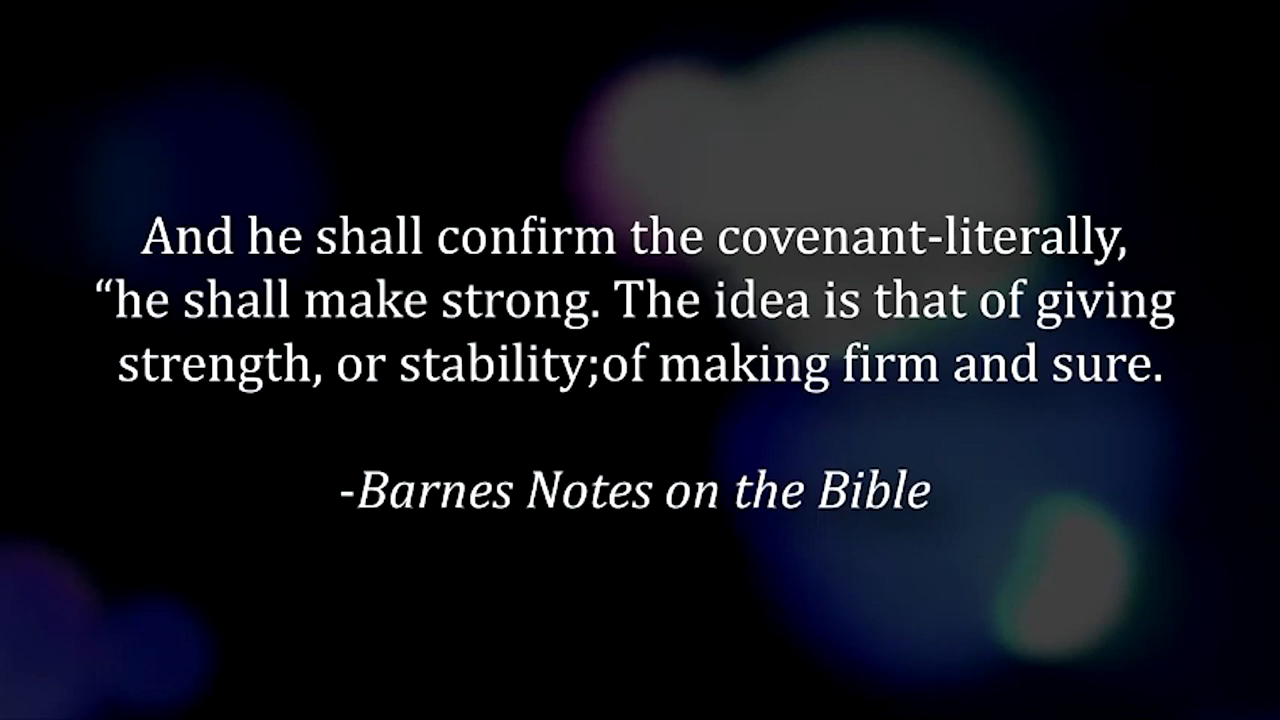 And he shall confirm the covenant-literally,
“he shall make strong. The idea is that of giving
strength, or stability;of making firm and sure.
-Barnes Notes on the Bible